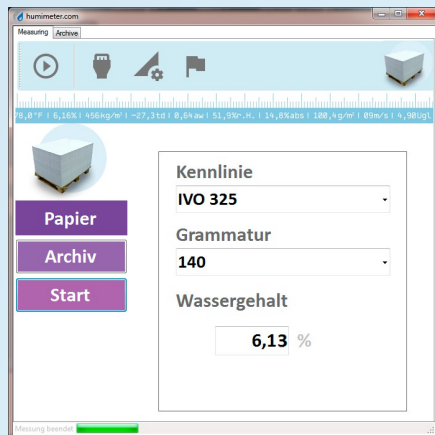 humimeter.com
Measuring Archive
78,0°F | 6,16% | 456kg/m³ | -27,3td | 0,64aw | 51,9%r.H. | 14,8%abs | 100,4g/m² | 09m/s | 4,90Ugl
Kennlinie
IVO 325
Papier
Grammatur
Archiv
140
Start
Wassergehalt
6,13 %
Messung beendet